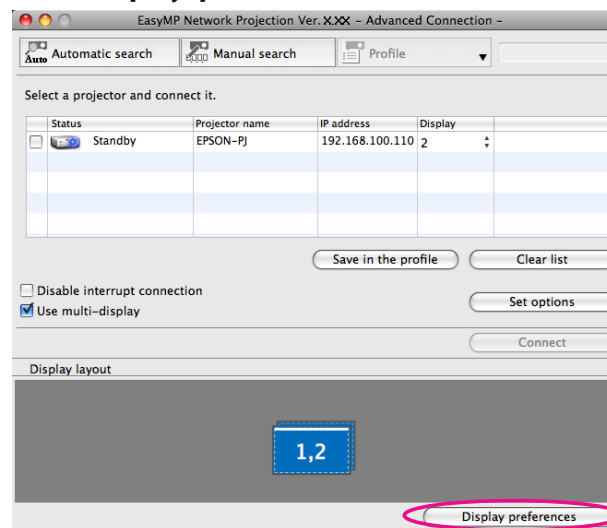 EasyMP Network Projection Ver. X.XX – Advanced Connection –
Auto Automatic search Manual search Profile
Select a projector and connect it.
Status Projector name IP address Display
Standby EPSON-PJ 192.168.100.110 2
Save in the profile Clear list
Disable interrupt connection
Set options
Use multi-display
Connect
Display layout
1,2
Display preferences